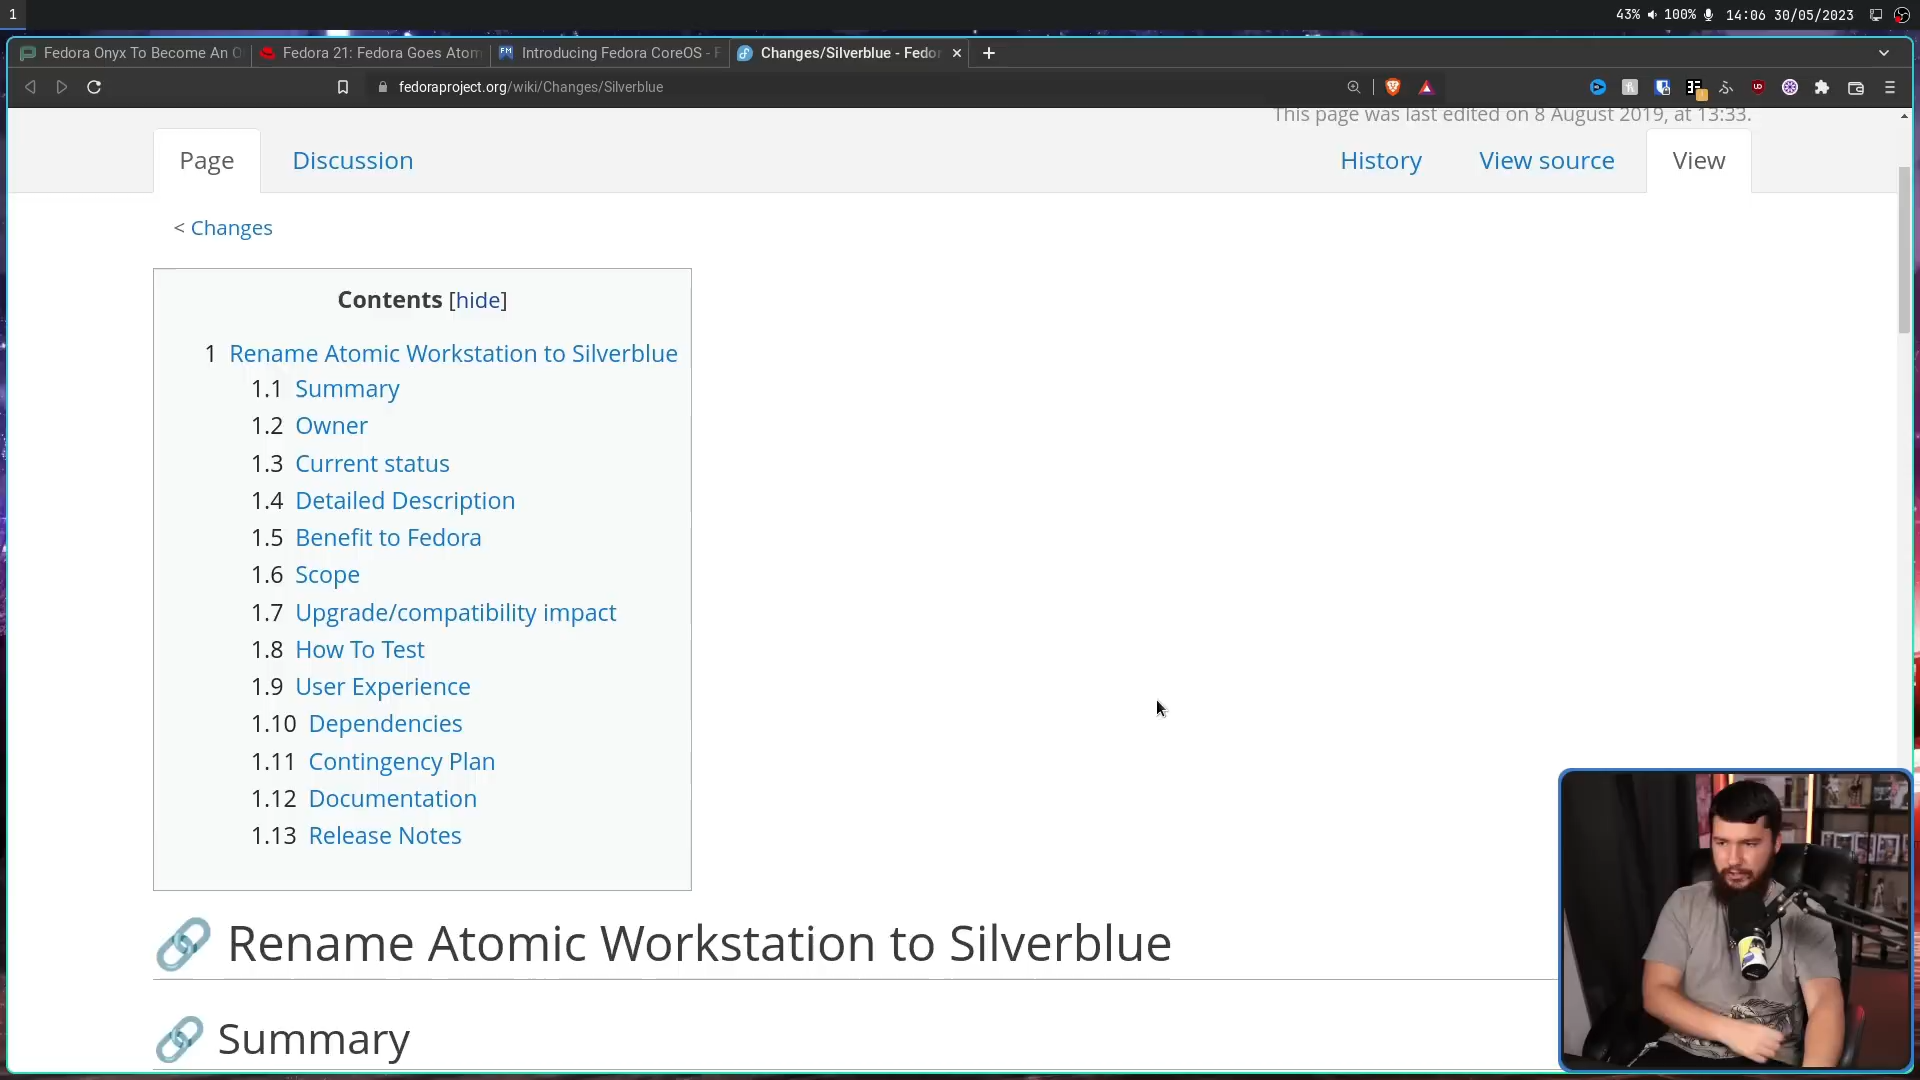 1
43% 100% 14:06 30/05/2023
Fedora Onyx To Become An O
Fedora 21: Fedora Goes Atom
Introducing Fedora CoreOS - F
Changes/Silverblue - Fedor
fedoraproject.org/wiki/Changes/Silverblue
This page was last edited on 8 August 2019, at 13:33.
Page
Discussion
History
View source
View
< Changes
Contents [hide]
1 Rename Atomic Workstation to Silverblue
1.1 Summary
1.2 Owner
1.3 Current status
1.4 Detailed Description
1.5 Benefit to Fedora
1.6 Scope
1.7 Upgrade/compatibility impact
1.8 How To Test
1.9 User Experience
1.10 Dependencies
1.11 Contingency Plan
1.12 Documentation
1.13 Release Notes
Rename Atomic Workstation to Silverblue
Summary